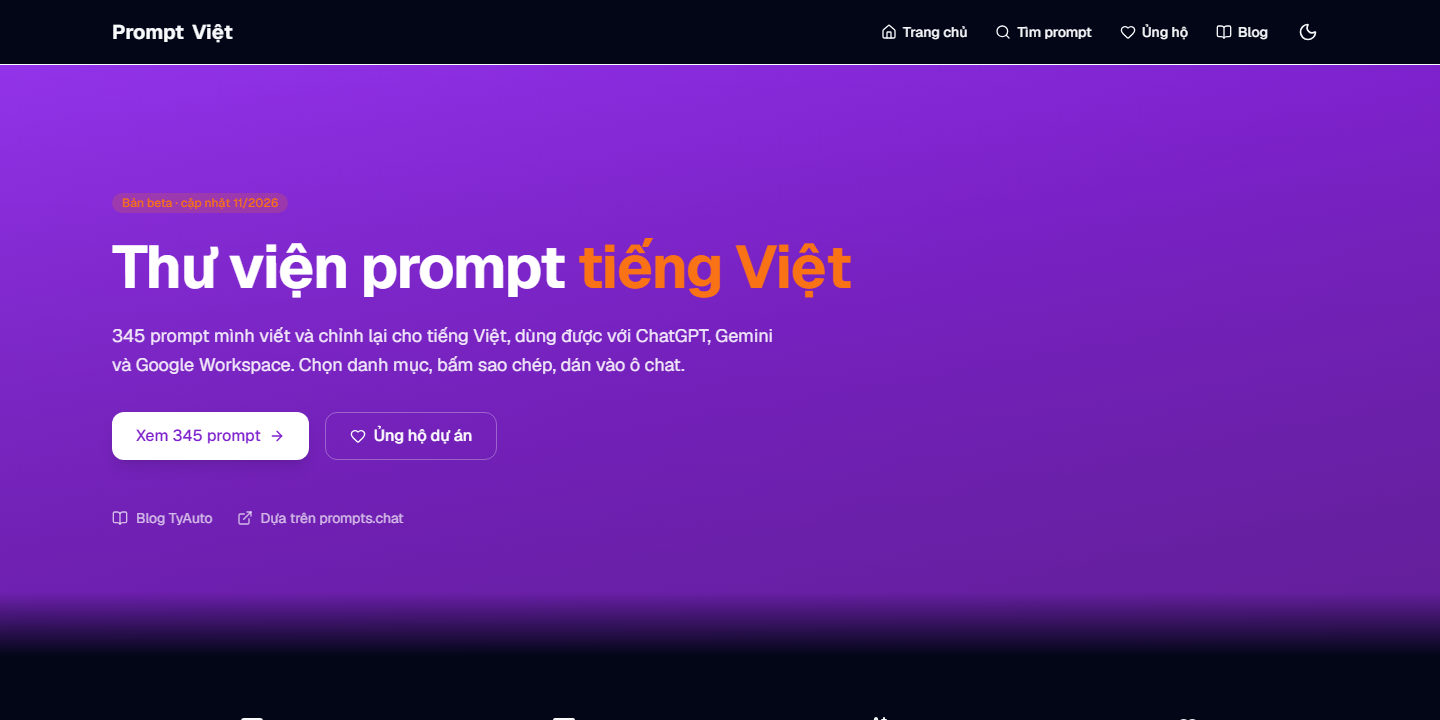 Prompt Việt
Trang chủ
Tìm prompt
Ủng hộ
Blog
Bản beta · cập nhật 11/2026
Thư viện prompt tiếng Việt
345 prompt mình viết và chỉnh lại cho tiếng Việt, dùng được với ChatGPT, Gemini
và Google Workspace. Chọn danh mục, bấm sao chép, dán vào ô chat.
Xem 345 prompt
Ủng hộ dự án
Blog TyAuto
Dựa trên prompts.chat